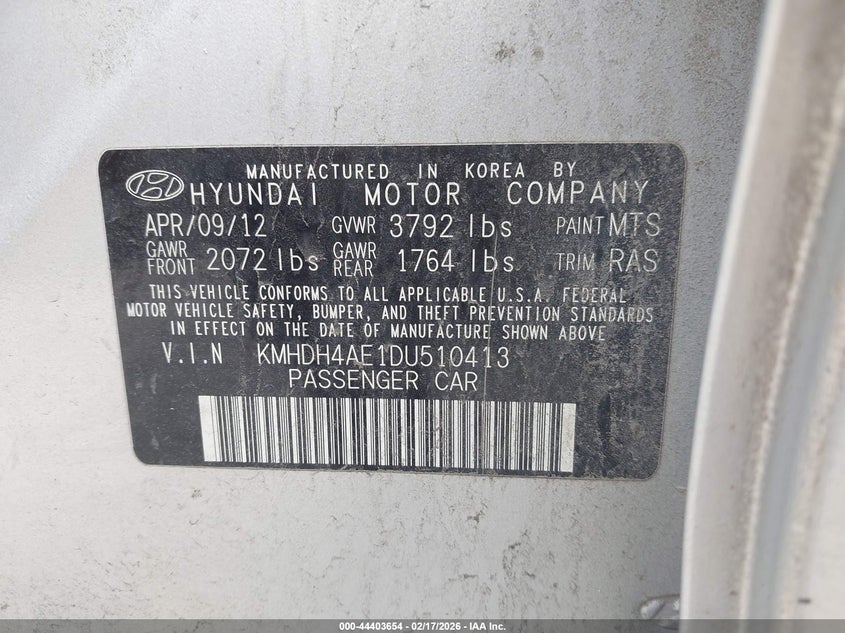 MANUFACTURED IN KOREA BY
HYUNDAI MOTOR COMPANY
APR/09/12 GVWR 3792 lbs PAINT MTS
GAWR FRONT 2072 lbs GAWR REAR 1764 lbs TRIM RAS
THIS VEHICLE CONFORMS TO ALL APPLICABLE U.S.A. FEDERAL
MOTOR VEHICLE SAFETY, BUMPER, AND THEFT PREVENTION STANDARDS
IN EFFECT ON THE DATE OF MANUFACTURE SHOWN ABOVE
V.I.N KMHDH4AE1DU510413
PASSENGER CAR
000-44403654 - 02/17/2026 - IAA Inc.